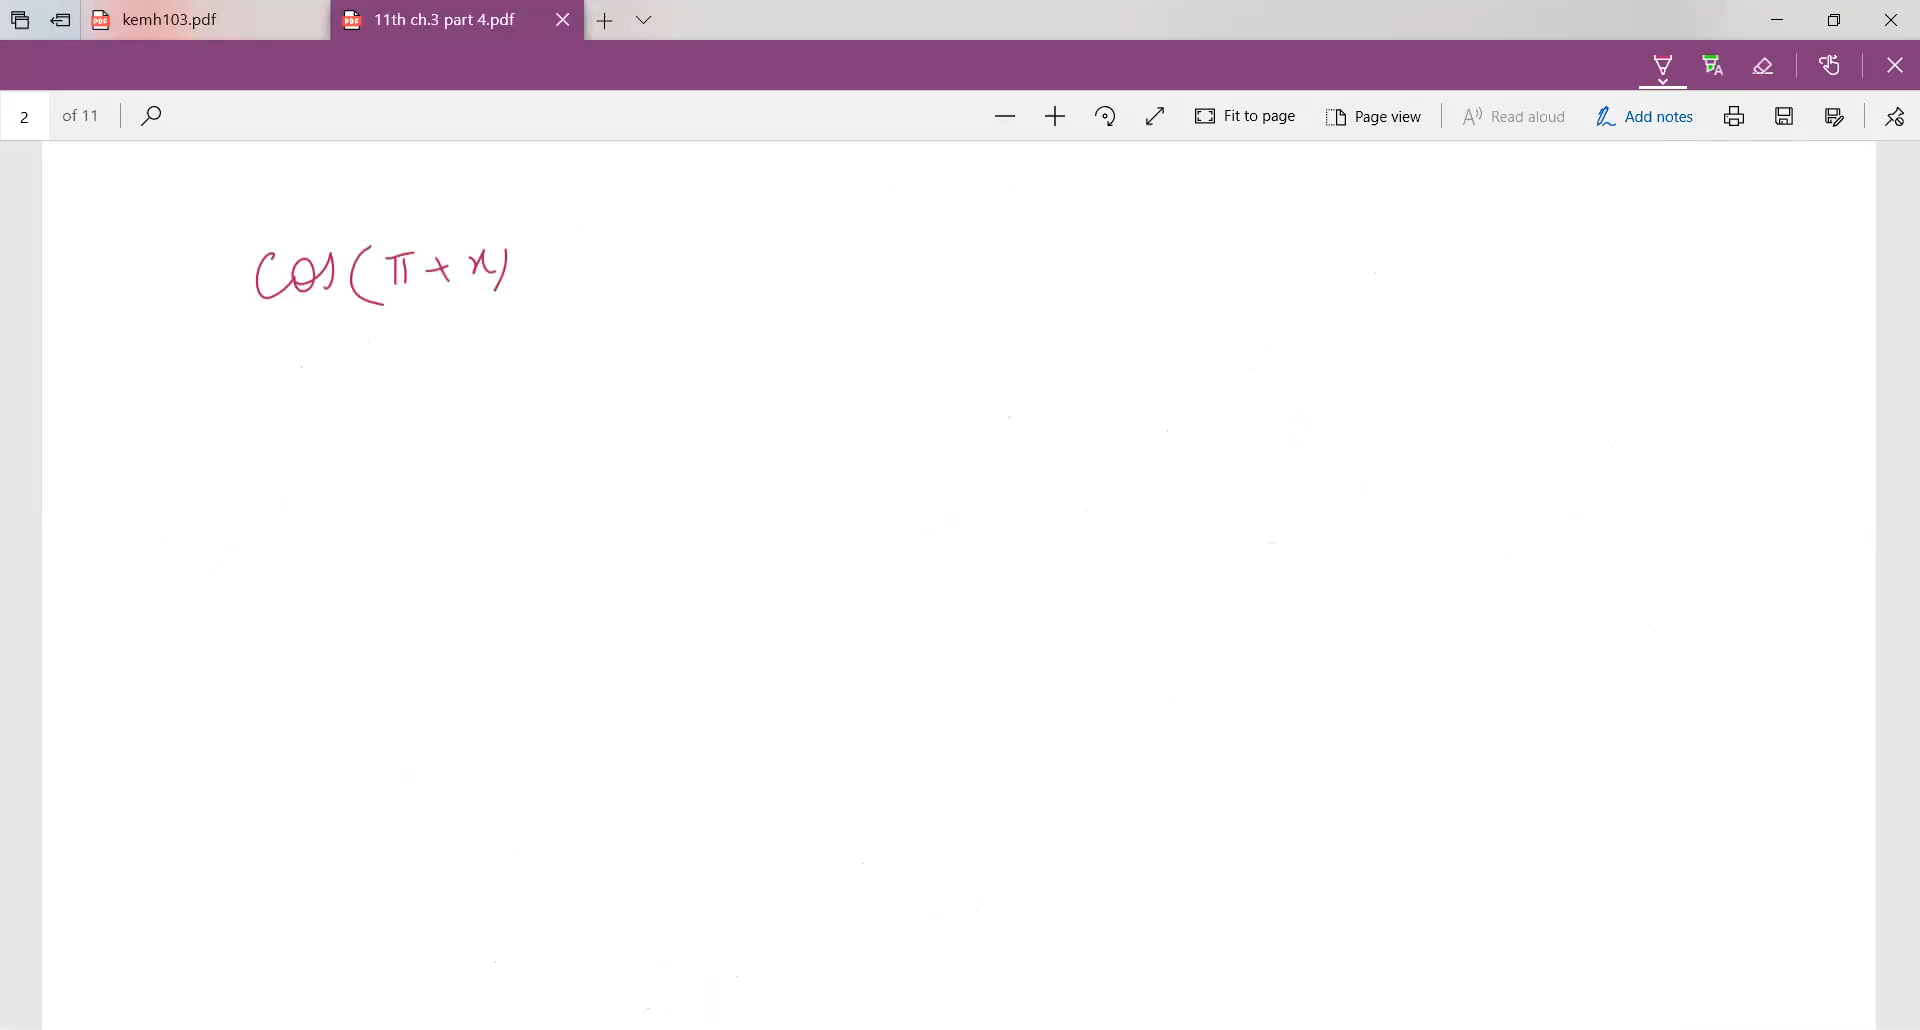 kemh103.pdf
11th ch.3 part 4.pdf
2 of 11
Fit to page
Page view
Read aloud
Add notes
cos(π+x)